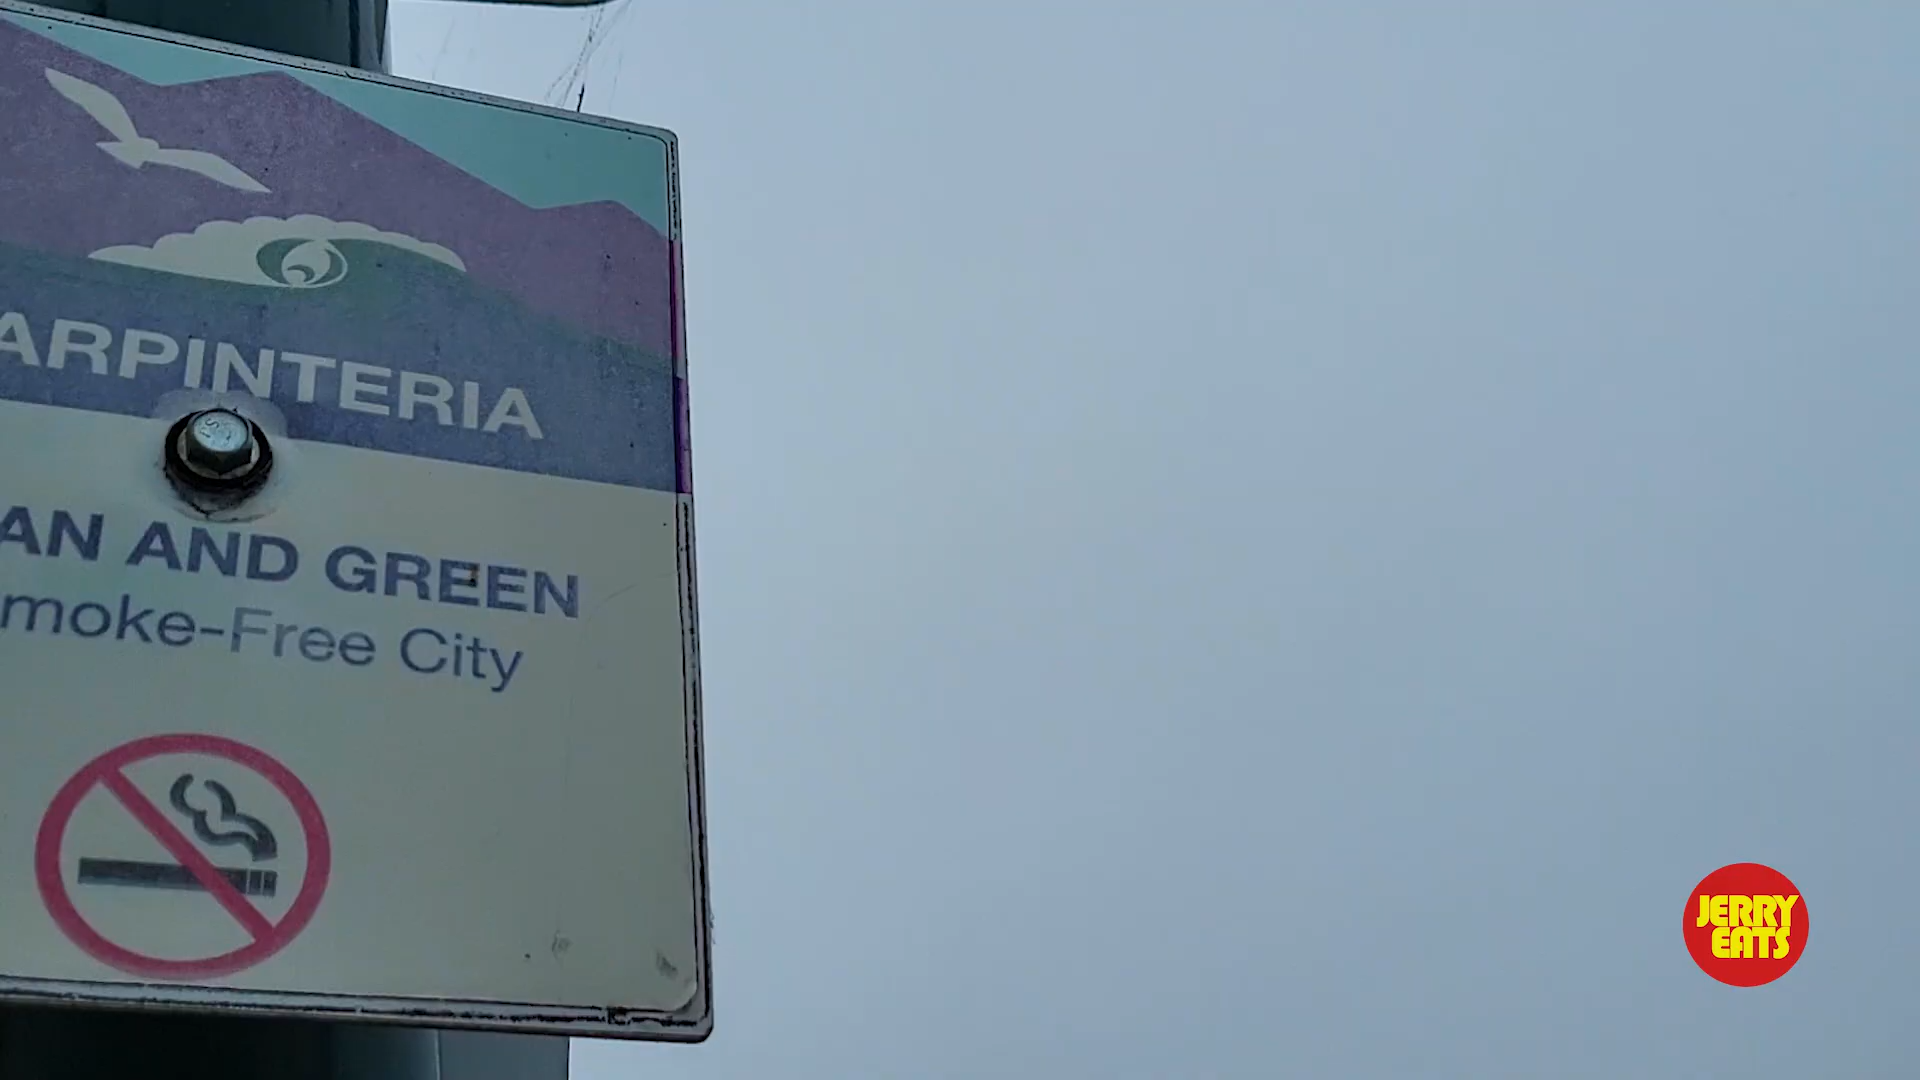 ARPINTERIA
AN AND GREEN
moke-Free City
JERRY
EATS